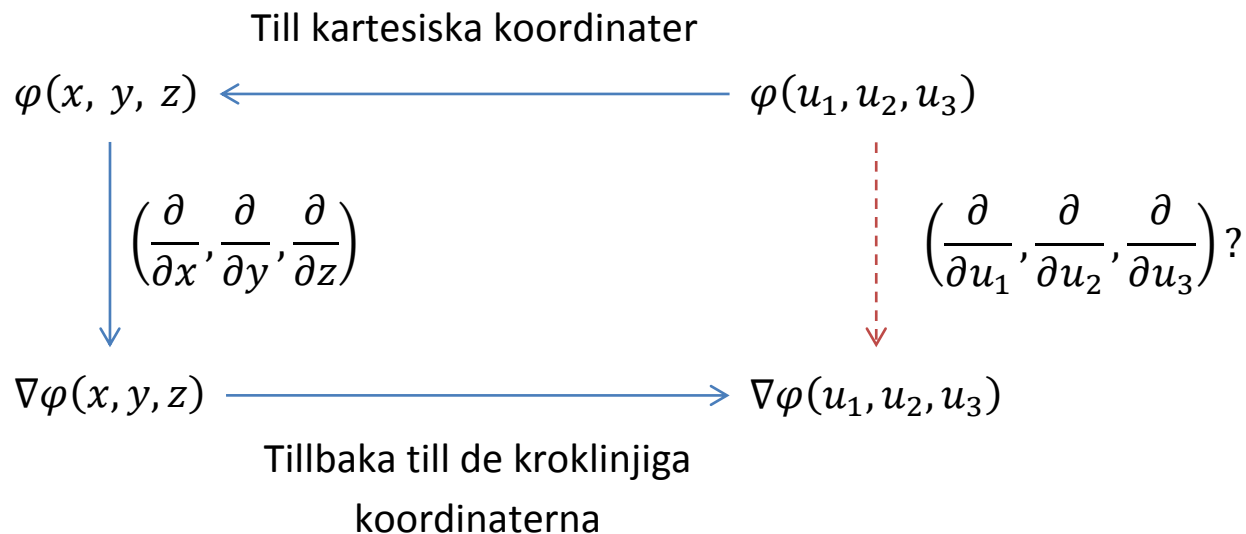 Till kartesiska koordinater
φ(x, y, z) φ(u₁,u₂,u₃)
(∂/∂x, ∂/∂y, ∂/∂z) (∂/∂u₁, ∂/∂u₂, ∂/∂u₃)?
∇φ(x,y,z) ∇φ(u₁,u₂,u₃)
Tillbaka till de kroklinjiga
koordinaterna